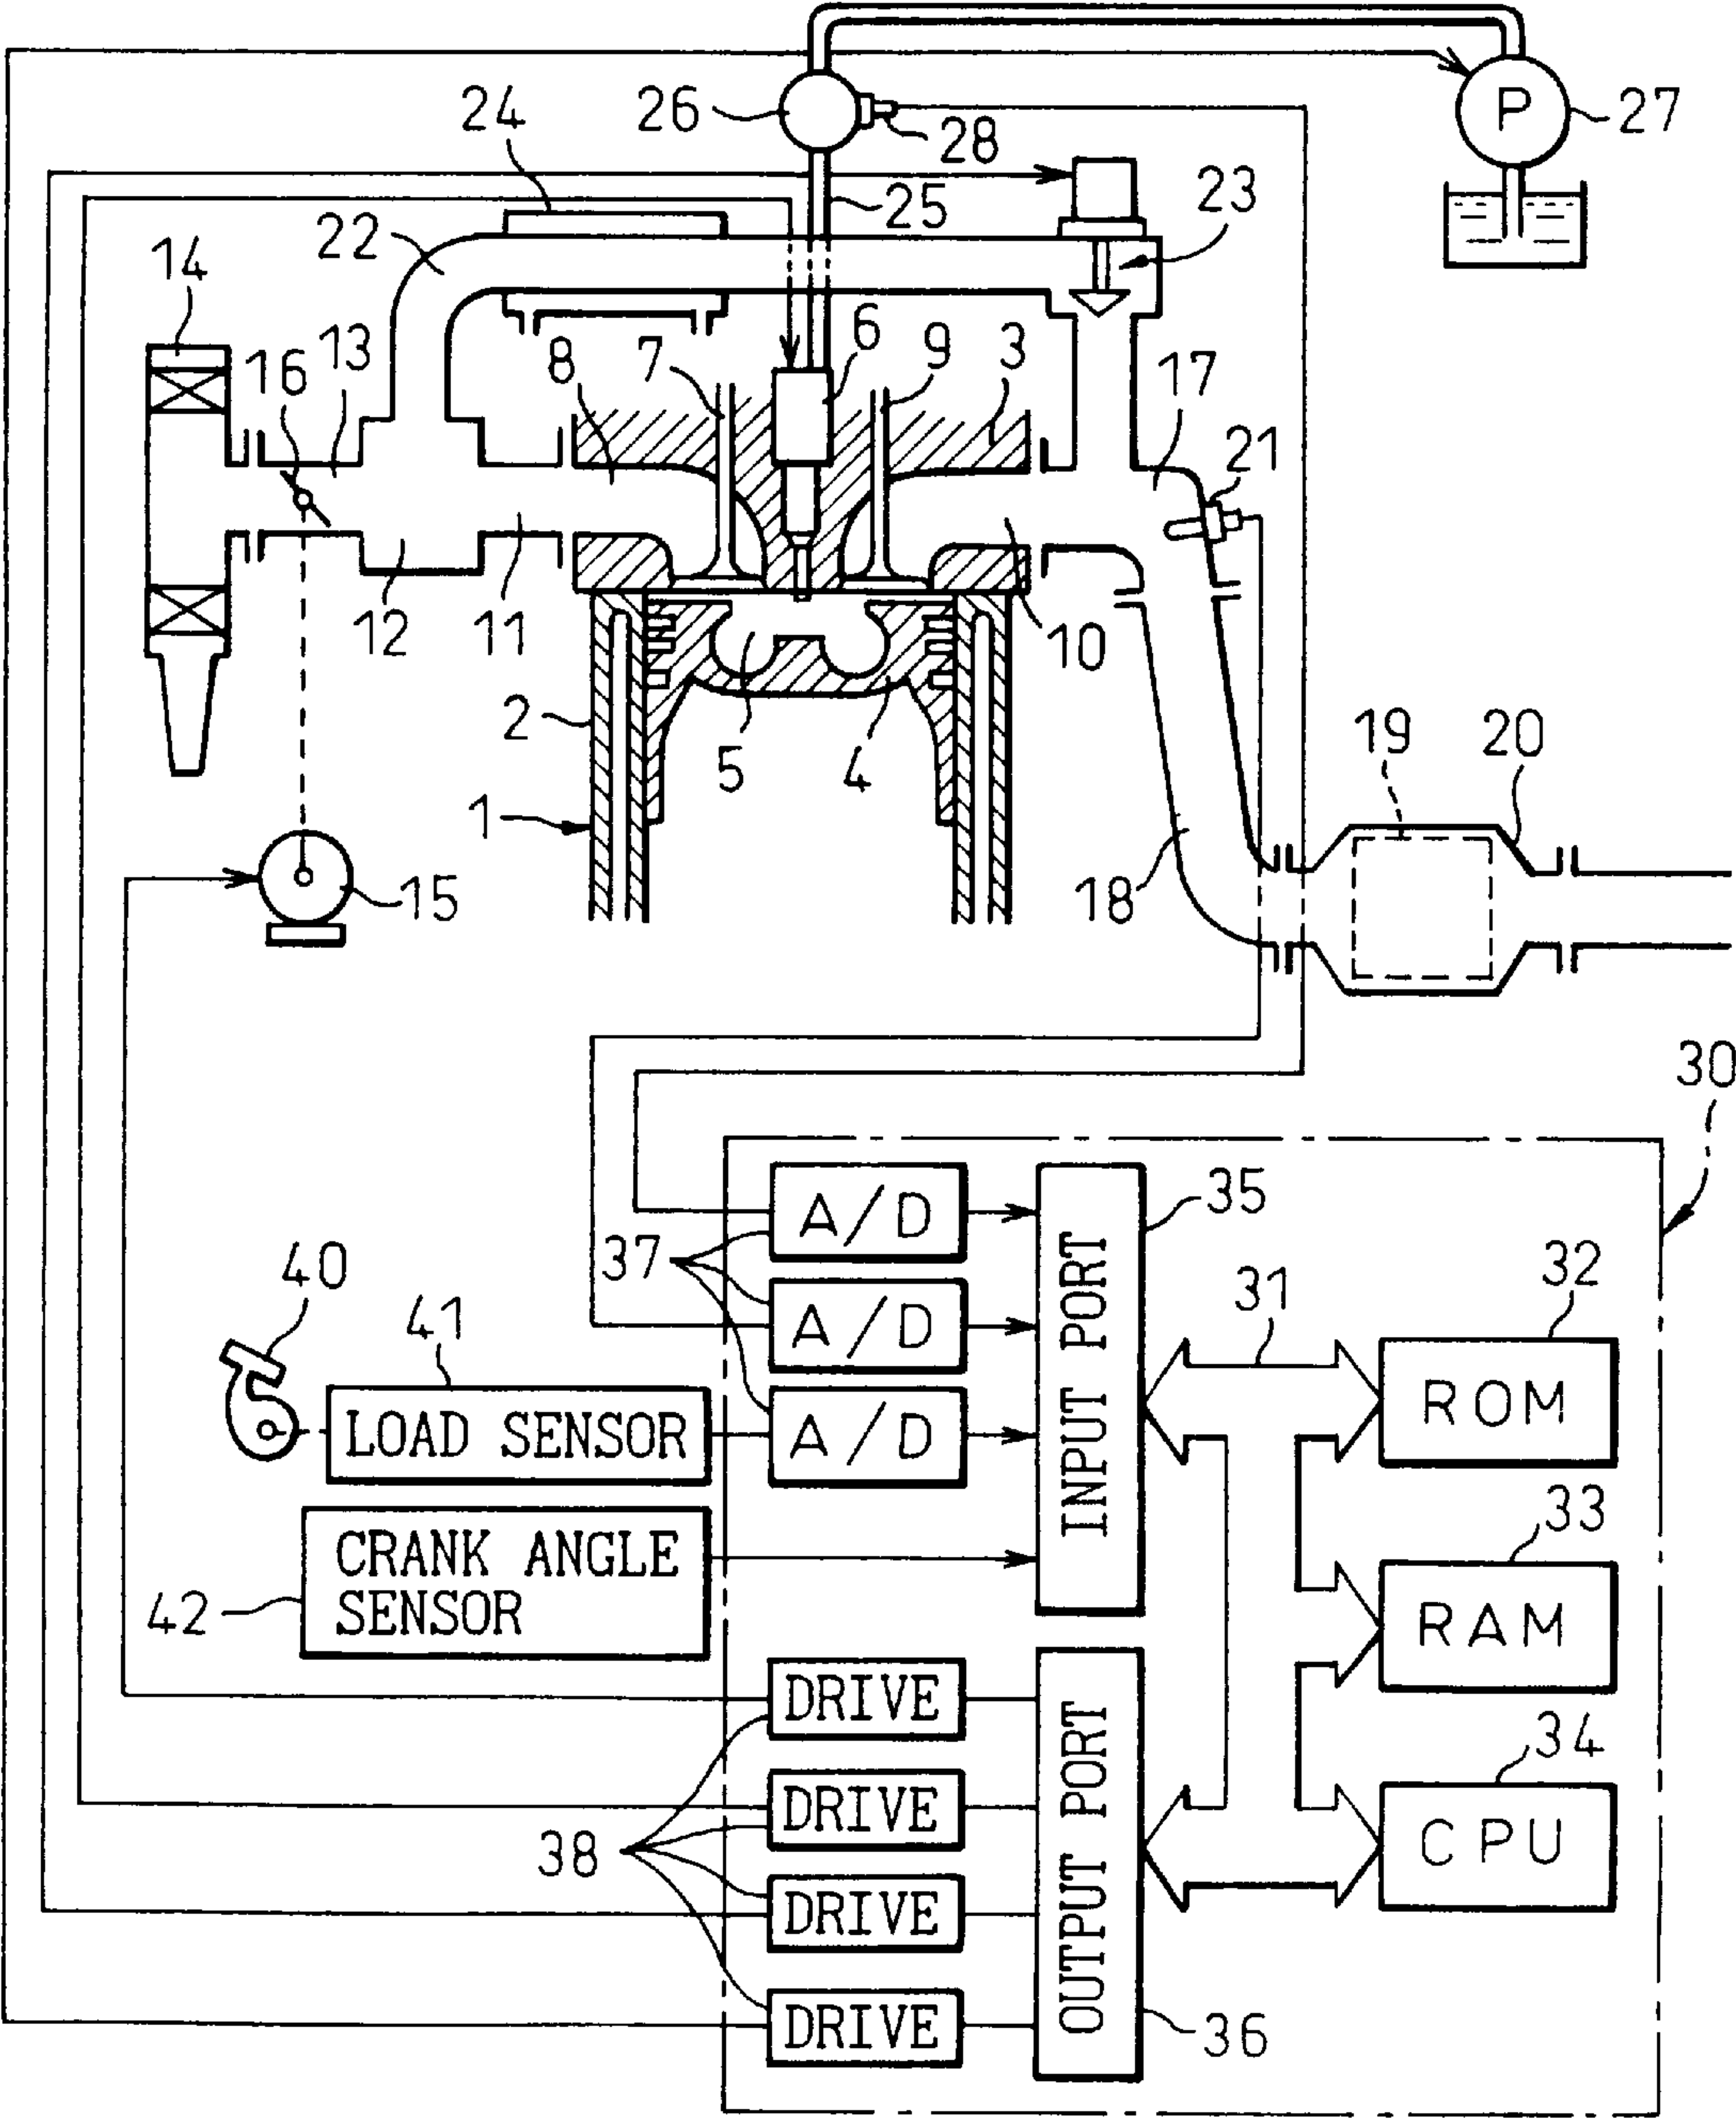 P
27
26
28
24
25
23
22
14
13
16
8
7
6
9
3
17
21
12
11
10
2
5
4
19
20
1
15
18
30
A/D
35
37
40
A/D
31
32
41
INPUT PORT
ROM
LOAD SENSOR
A/D
33
CRANK ANGLE
SENSOR
42
RAM
DRIVE
34
DRIVE
38
OUTPUT PORT
CPU
DRIVE
DRIVE
36